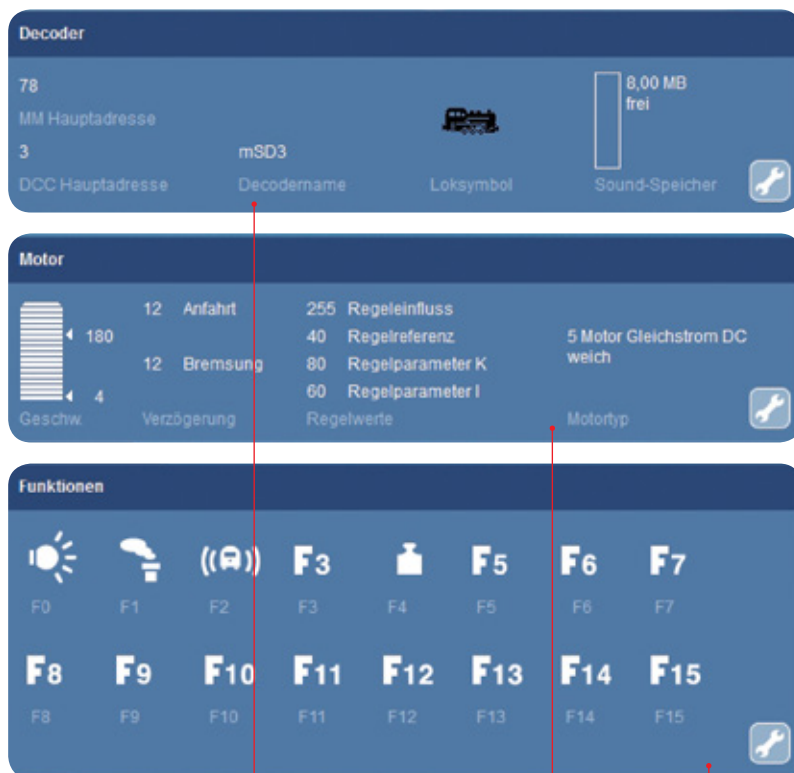 Decoder
78
MM Hauptadresse
3
DCC Hauptadresse
mSD3
Decodername
Loksymbol
8,00 MB
frei
Sound-Speicher
Motor
180
4
Geschw.
12 Anfahrt
12 Bremsung
Verzögerung
255 Regeleinfluss
40 Regelreferenz
80 Regelparameter K
60 Regelparameter I
Regelwerte
5 Motor Gleichstrom DC
weich
Motortyp
Funktionen
F3 F5 F6 F7
F0 F1 F2 F3 F4 F5 F6 F7
F8 F9 F10 F11 F12 F13 F14 F15
F8 F9 F10 F11 F12 F13 F14 F15